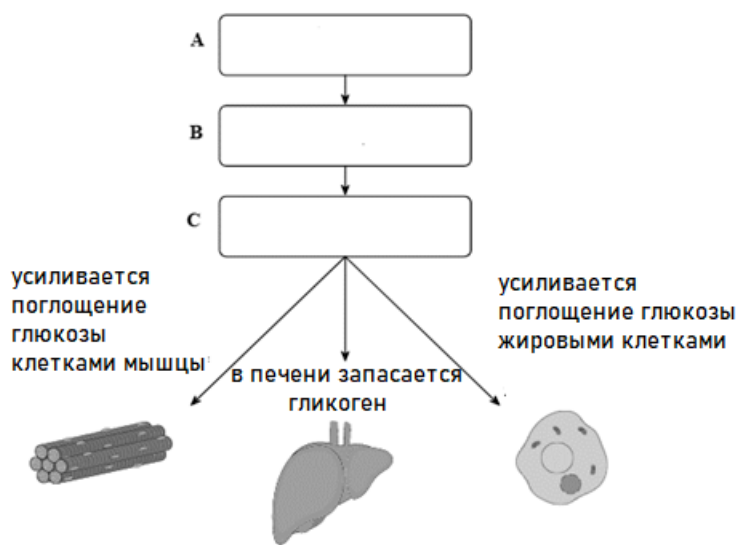 A
B
C
усиливается
поглощение
глюкозы
клетками мышцы
в печени запасается
гликоген
усиливается
поглощение глюкозы
жировыми клетками